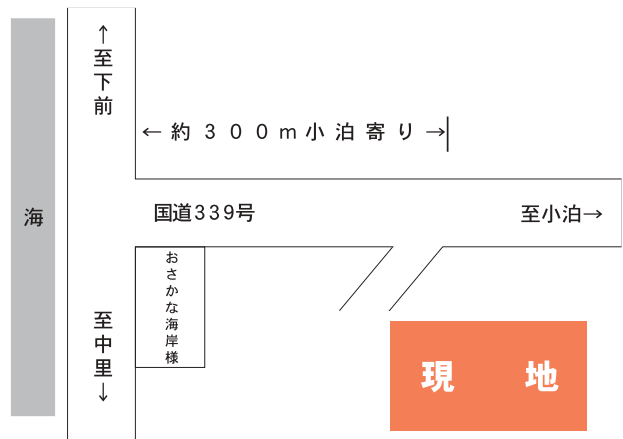 ↑至下前
←約300m小泊寄り→
国道339号
至小泊→
海
おさかな海岸様
至中里↓
現地